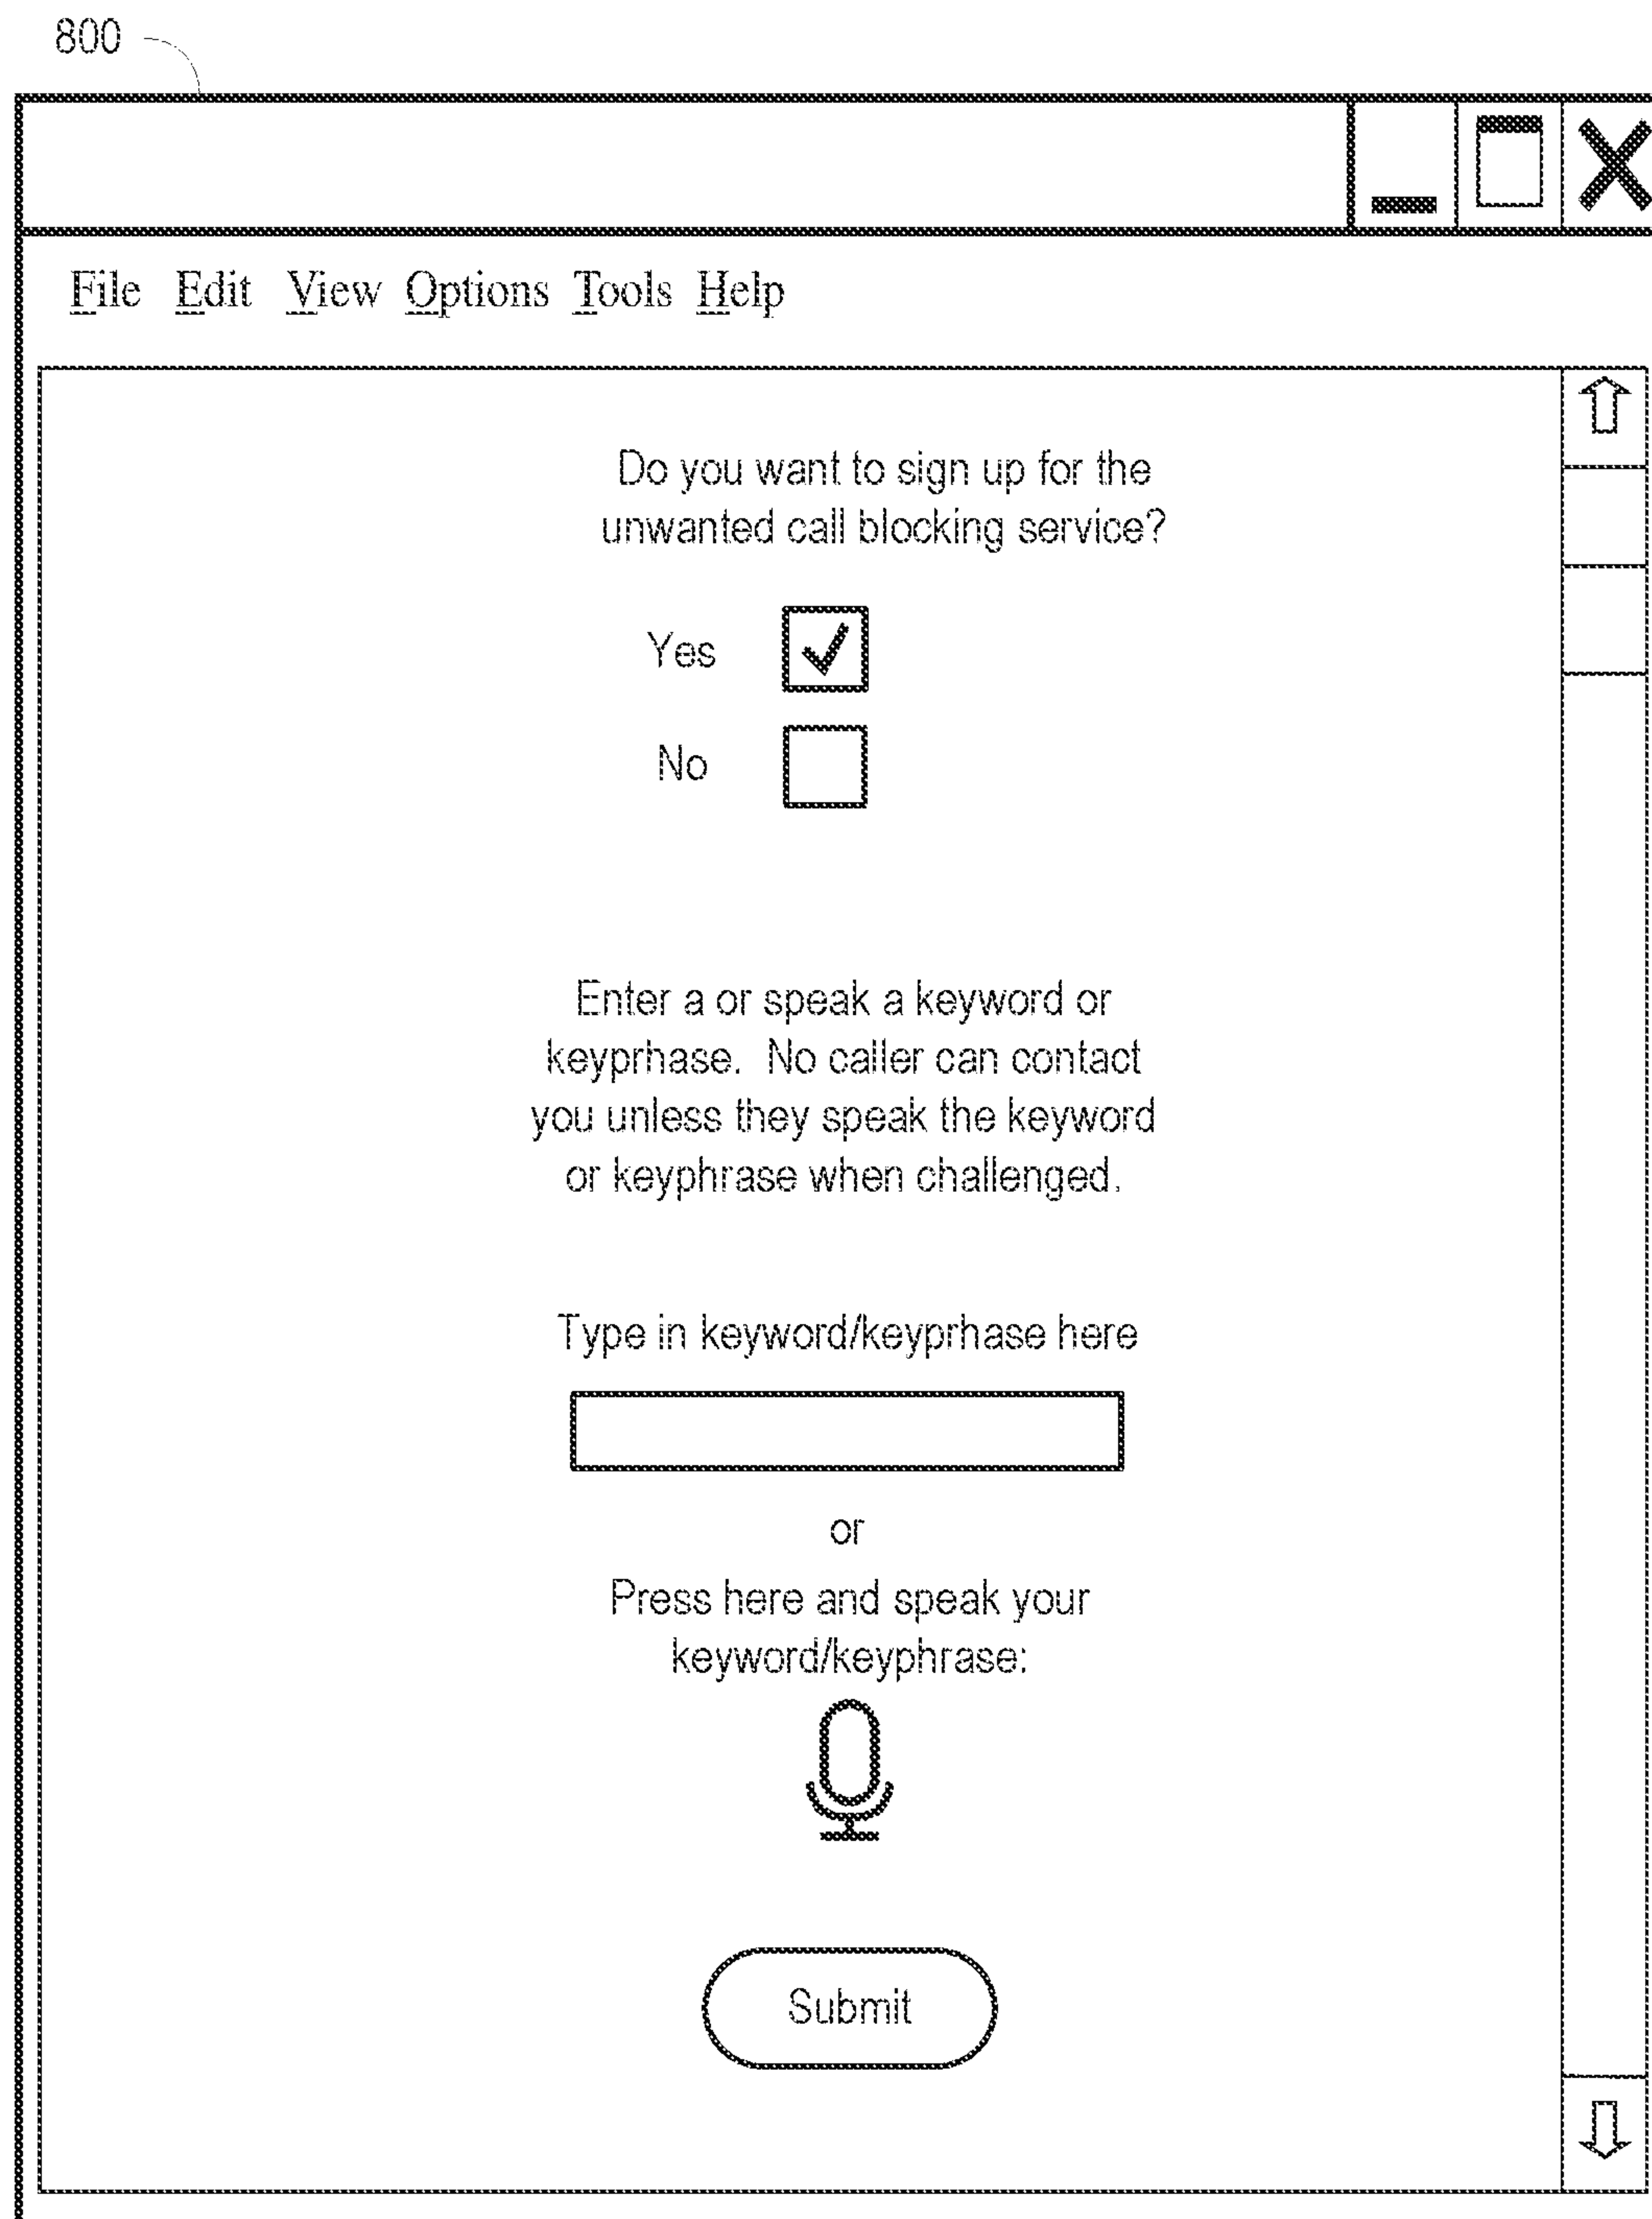 800
File Edit View Options Tools Help
Do you want to sign up for the
unwanted call blocking service?
Yes
No
Enter a or speak a keyword or
keyprhase. No caller can contact
you unless they speak the keyword
or keyphrase when challenged.
Type in keyword/keyprhase here
or
Press here and speak your
keyword/keyphrase:
Submit